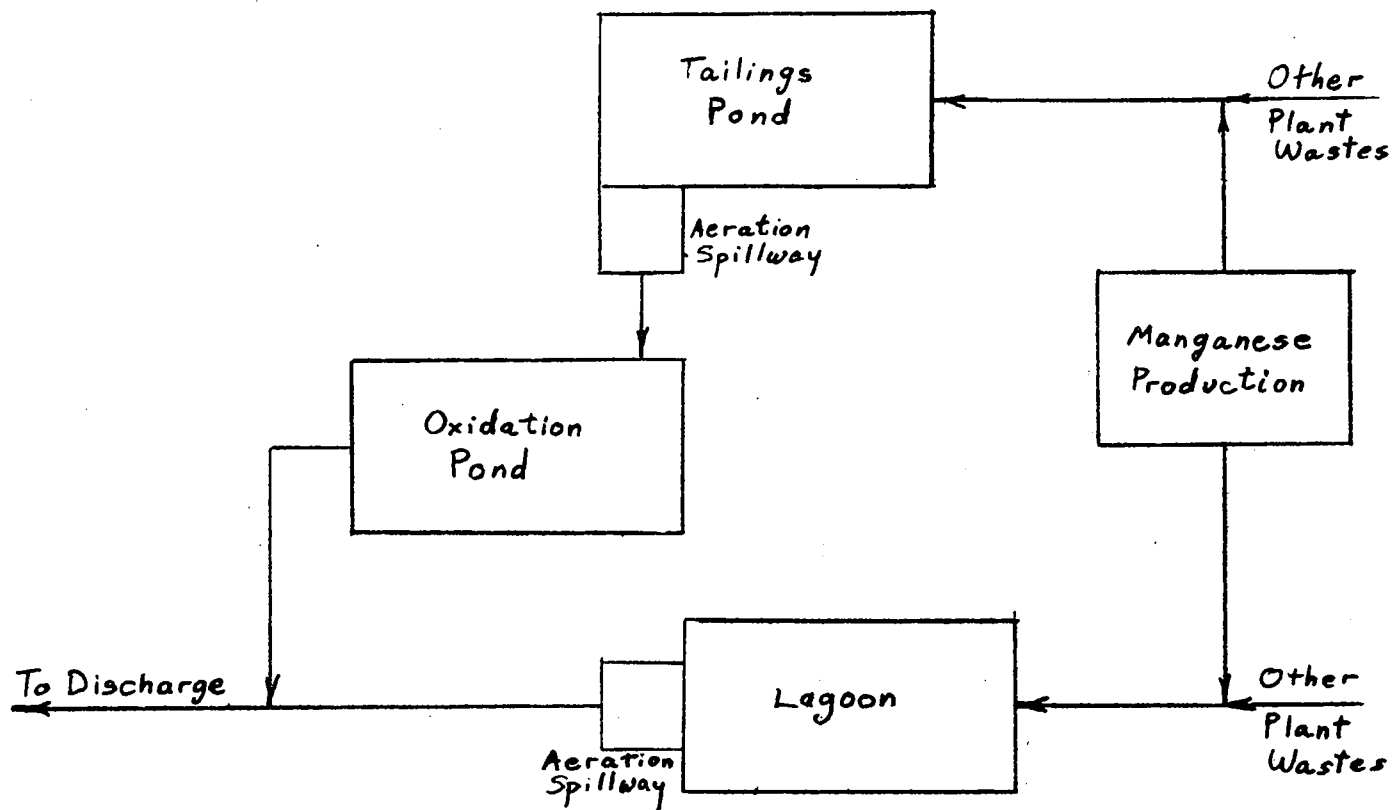 Tailings
Pond
Other
Plant
Wastes
Aeration
Spillway
Manganese
Production
Oxidation
Pond
To Discharge
Lagoon
Other
Plant
Wastes
Aeration
Spillway